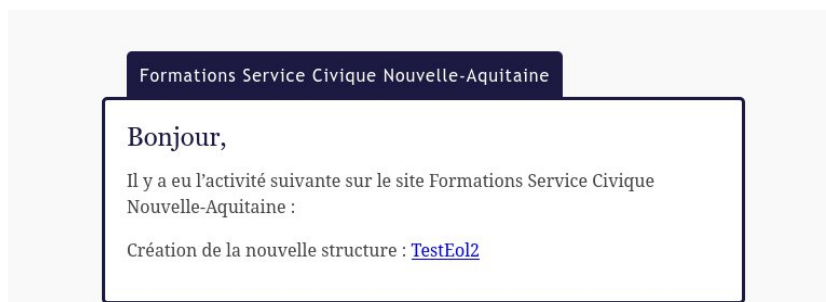 Formations Service Civique Nouvelle-Aquitaine
Bonjour,
Il y a eu l’activité suivante sur le site Formations Service Civique
Nouvelle-Aquitaine :
Création de la nouvelle structure : TestEol2